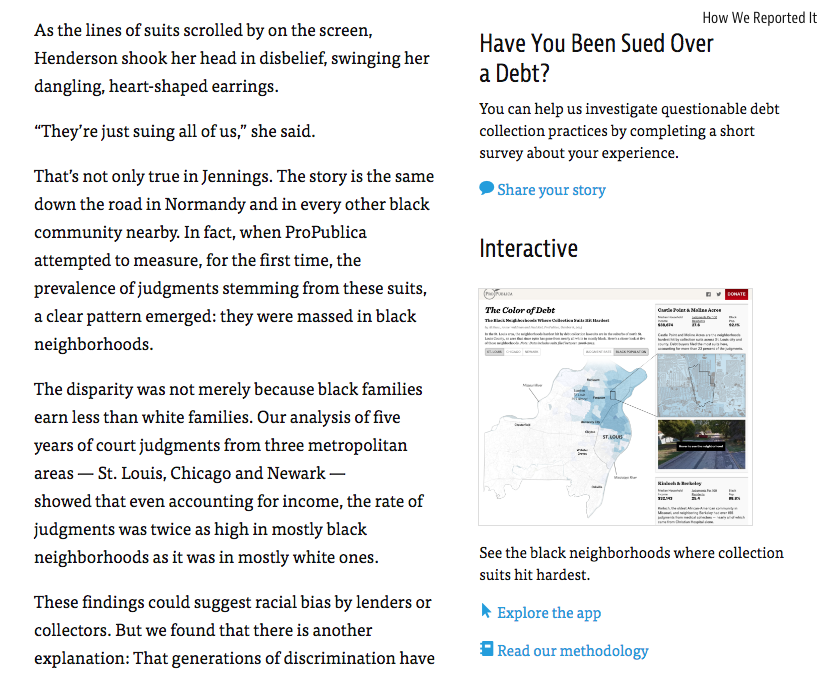 How We Reported It
As the lines of suits scrolled by on the screen,
Henderson shook her head in disbelief, swinging her
dangling, heart-shaped earrings.
“They’re just suing all of us,” she said.
That’s not only true in Jennings. The story is the same
down the road in Normandy and in every other black
community nearby. In fact, when ProPublica
attempted to measure, for the first time, the
prevalence of judgments stemming from these suits,
a clear pattern emerged: they were massed in black
neighborhoods.
The disparity was not merely because black families
earn less than white families. Our analysis of five
years of court judgments from three metropolitan
areas — St. Louis, Chicago and Newark —
showed that even accounting for income, the rate of
judgments was twice as high in mostly black
neighborhoods as it was in mostly white ones.
These findings could suggest racial bias by lenders or
collectors. But we found that there is another
explanation: That generations of discrimination have
Have You Been Sued Over
a Debt?
You can help us investigate questionable debt
collection practices by completing a short
survey about your experience.
Share your story
Interactive
DONATE
The Color of Debt
The Black Neighborhoods Where Collection Suits Hit Hardest
Castle Point & Moline Acres
ST. LOUIS
Kinloch & Berkeley
See the black neighborhoods where collection
suits hit hardest.
Explore the app
Read our methodology